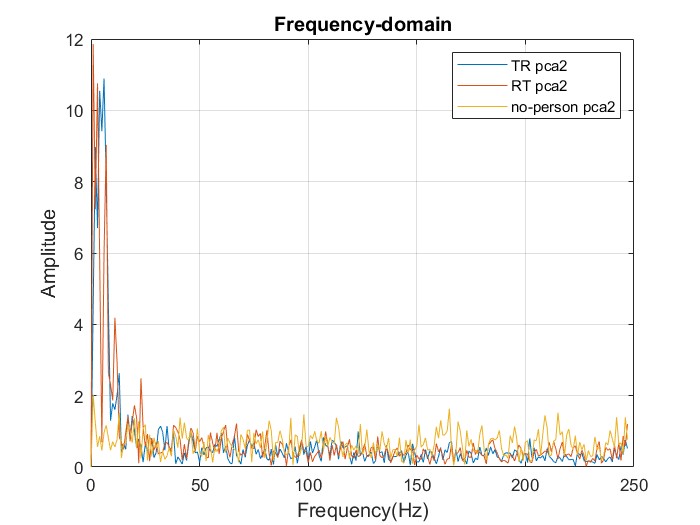 Frequency-domain
12
10
8
6
4
2
0
Amplitude
TR pca2
RT pca2
no-person pca2
0 50 100 150 200 250
Frequency(Hz)